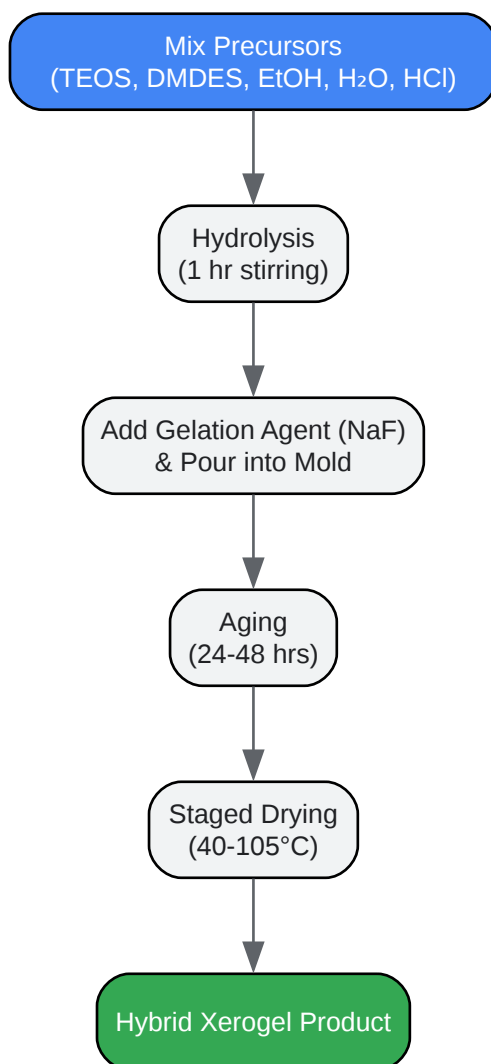 Mix Precursors
(TEOS, DMDES, EtOH, H₂O, HCl)
Hydrolysis
(1 hr stirring)
Add Gelation Agent (NaF)
& Pour into Mold
Aging
(24-48 hrs)
Staged Drying
(40-105°C)
Hybrid Xerogel Product